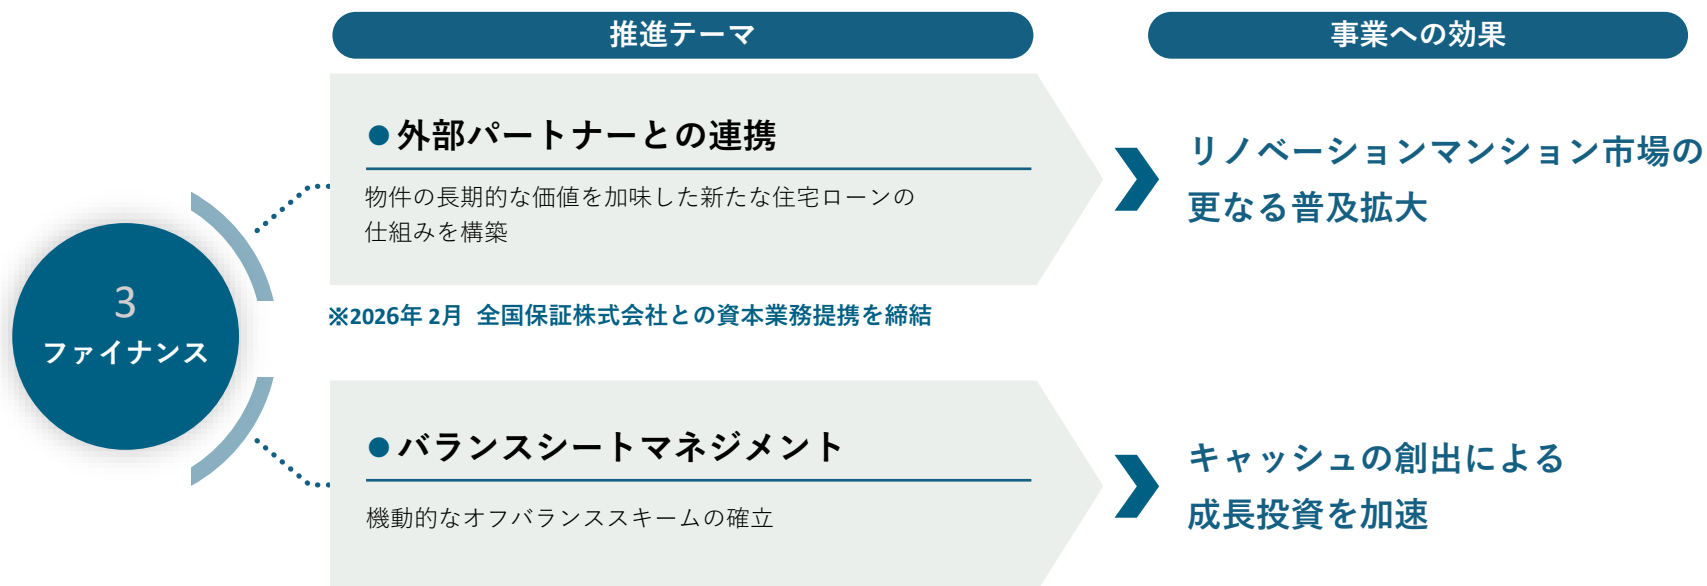 推進テーマ
事業への効果
●外部パートナーとの連携
物件の長期的な価値を加味した新たな住宅ローンの
仕組みを構築
リノベーションマンション市場の
更なる普及拡大
※2026年 2月 全国保証株式会社との資本業務提携を締結
3
ファイナンス
●バランスシートマネジメント
機動的なオフバランススキームの確立
キャッシュの創出による
成長投資を加速